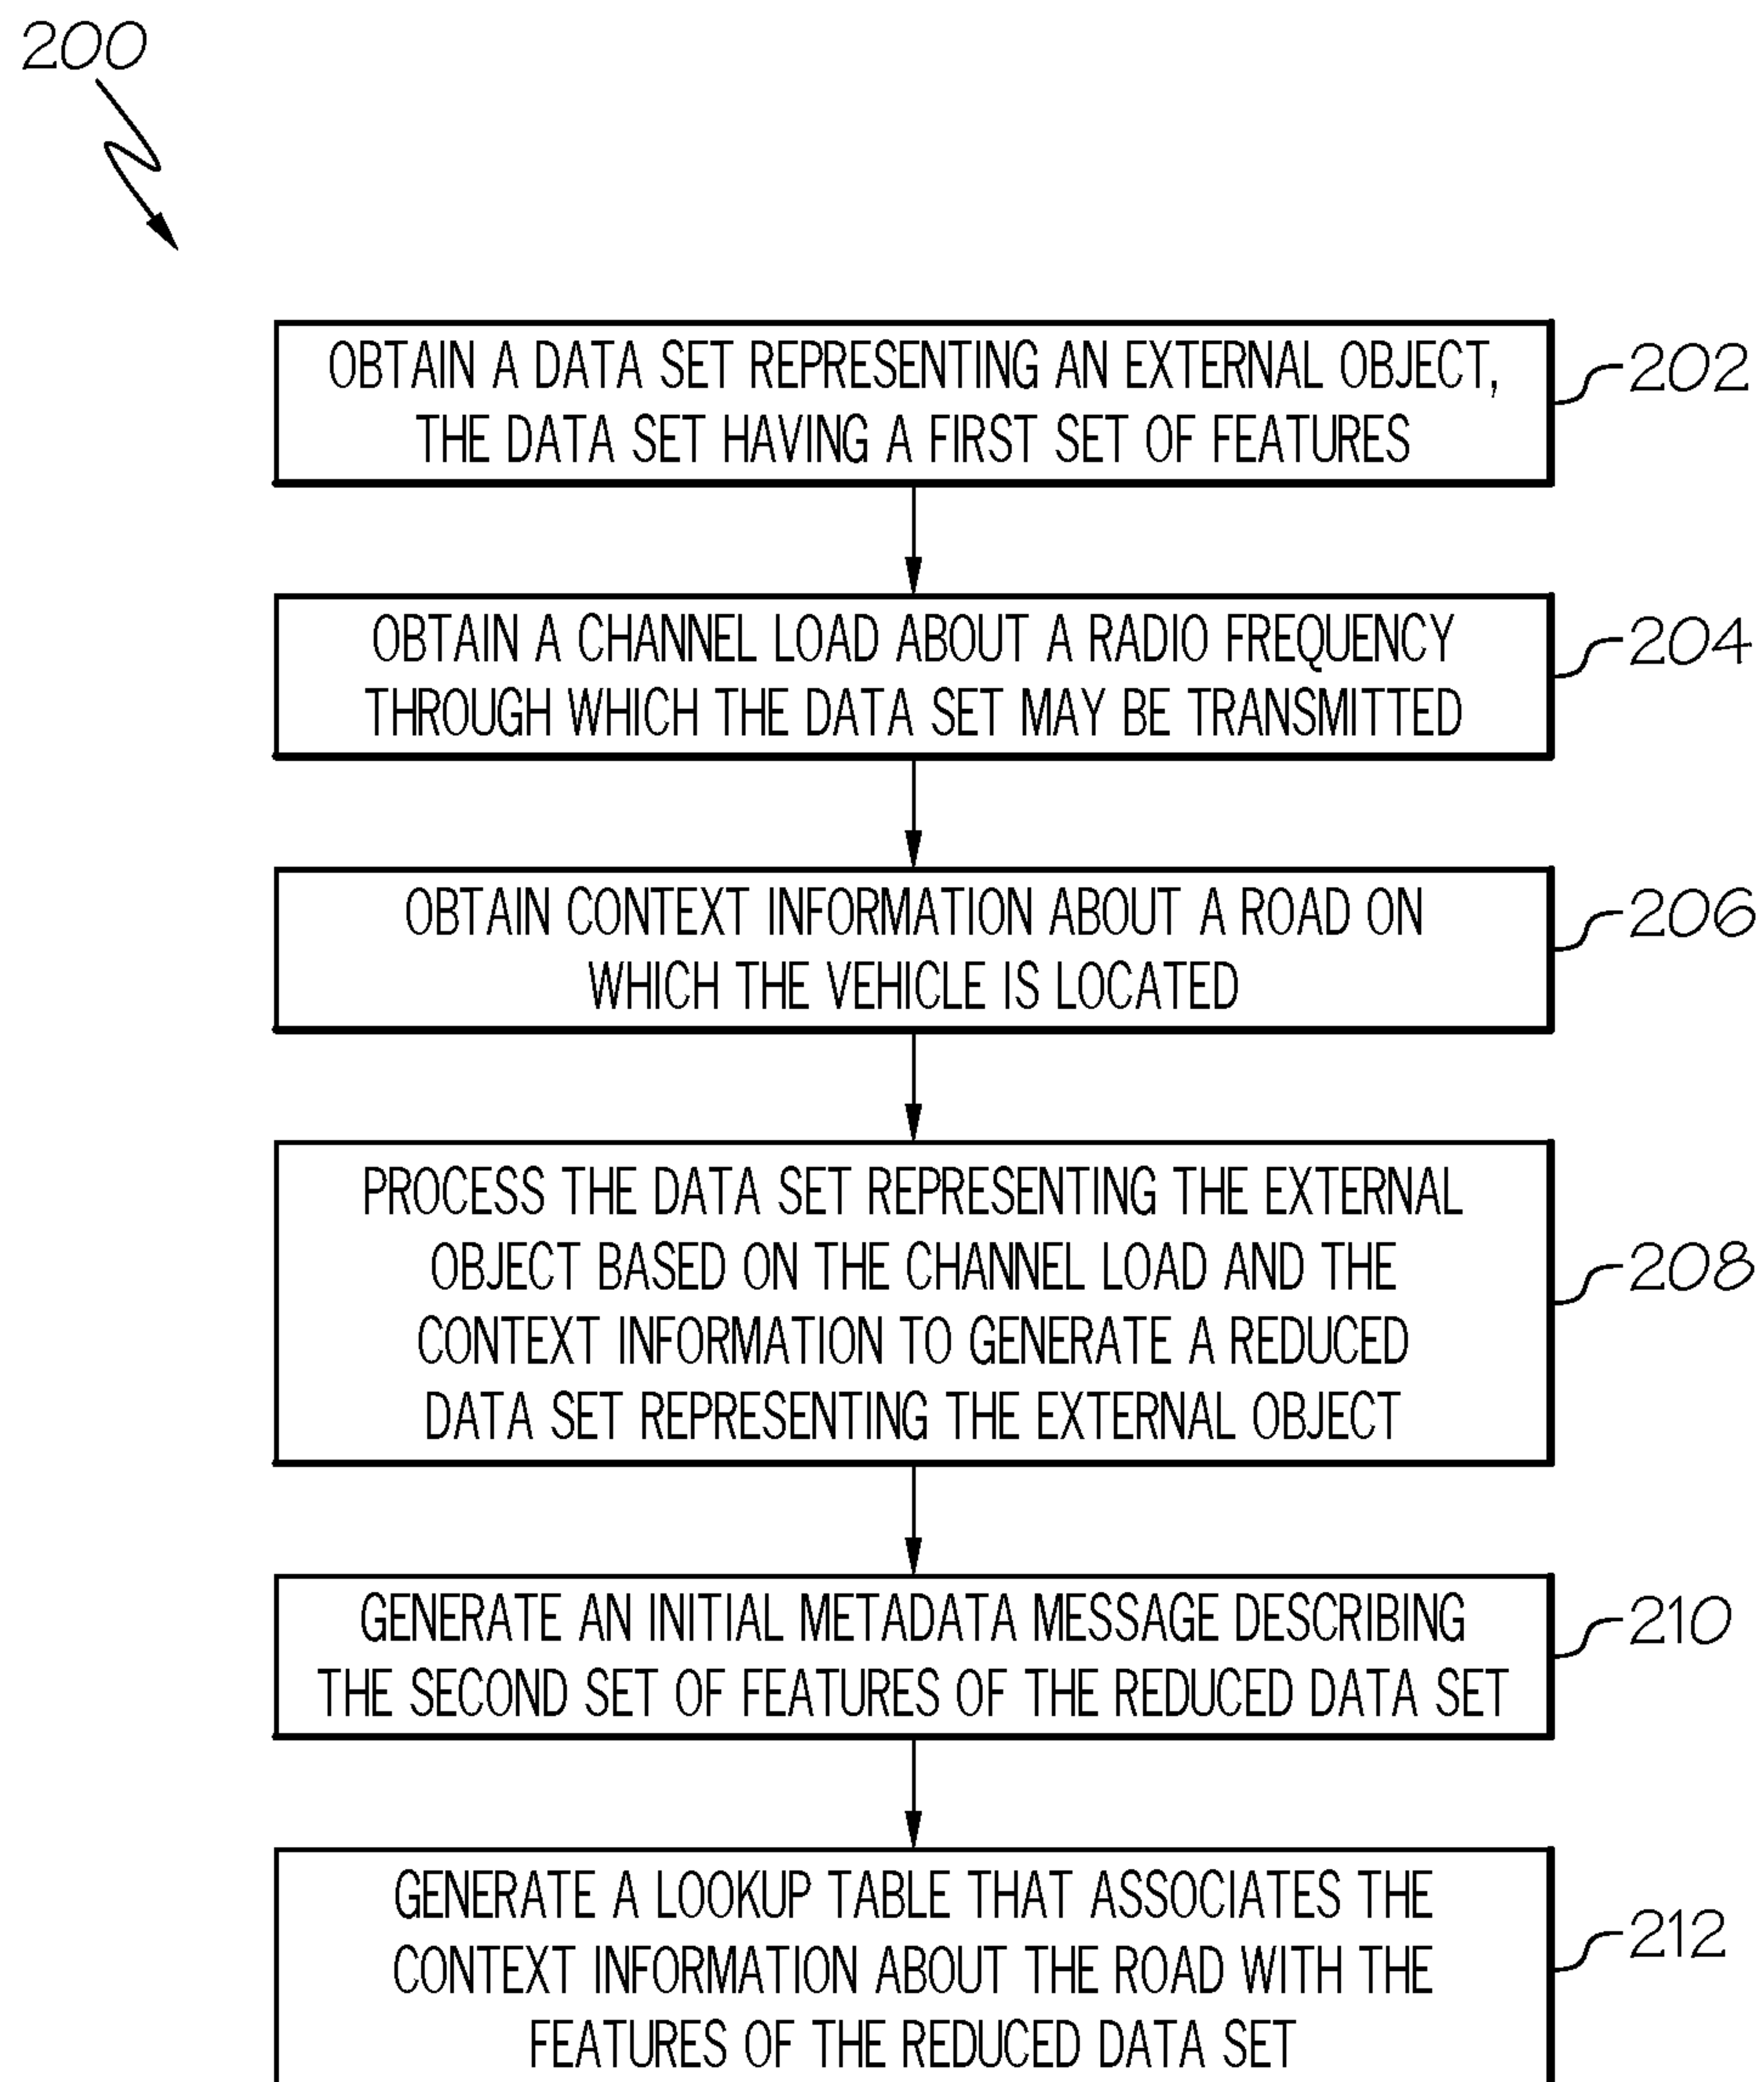 200
OBTAIN A DATA SET REPRESENTING AN EXTERNAL OBJECT,
THE DATA SET HAVING A FIRST SET OF FEATURES
202
OBTAIN A CHANNEL LOAD ABOUT A RADIO FREQUENCY
THROUGH WHICH THE DATA SET MAY BE TRANSMITTED
204
OBTAIN CONTEXT INFORMATION ABOUT A ROAD ON
WHICH THE VEHICLE IS LOCATED
206
PROCESS THE DATA SET REPRESENTING THE EXTERNAL
OBJECT BASED ON THE CHANNEL LOAD AND THE
CONTEXT INFORMATION TO GENERATE A REDUCED
DATA SET REPRESENTING THE EXTERNAL OBJECT
208
GENERATE AN INITIAL METADATA MESSAGE DESCRIBING
THE SECOND SET OF FEATURES OF THE REDUCED DATA SET
210
GENERATE A LOOKUP TABLE THAT ASSOCIATES THE
CONTEXT INFORMATION ABOUT THE ROAD WITH THE
FEATURES OF THE REDUCED DATA SET
212